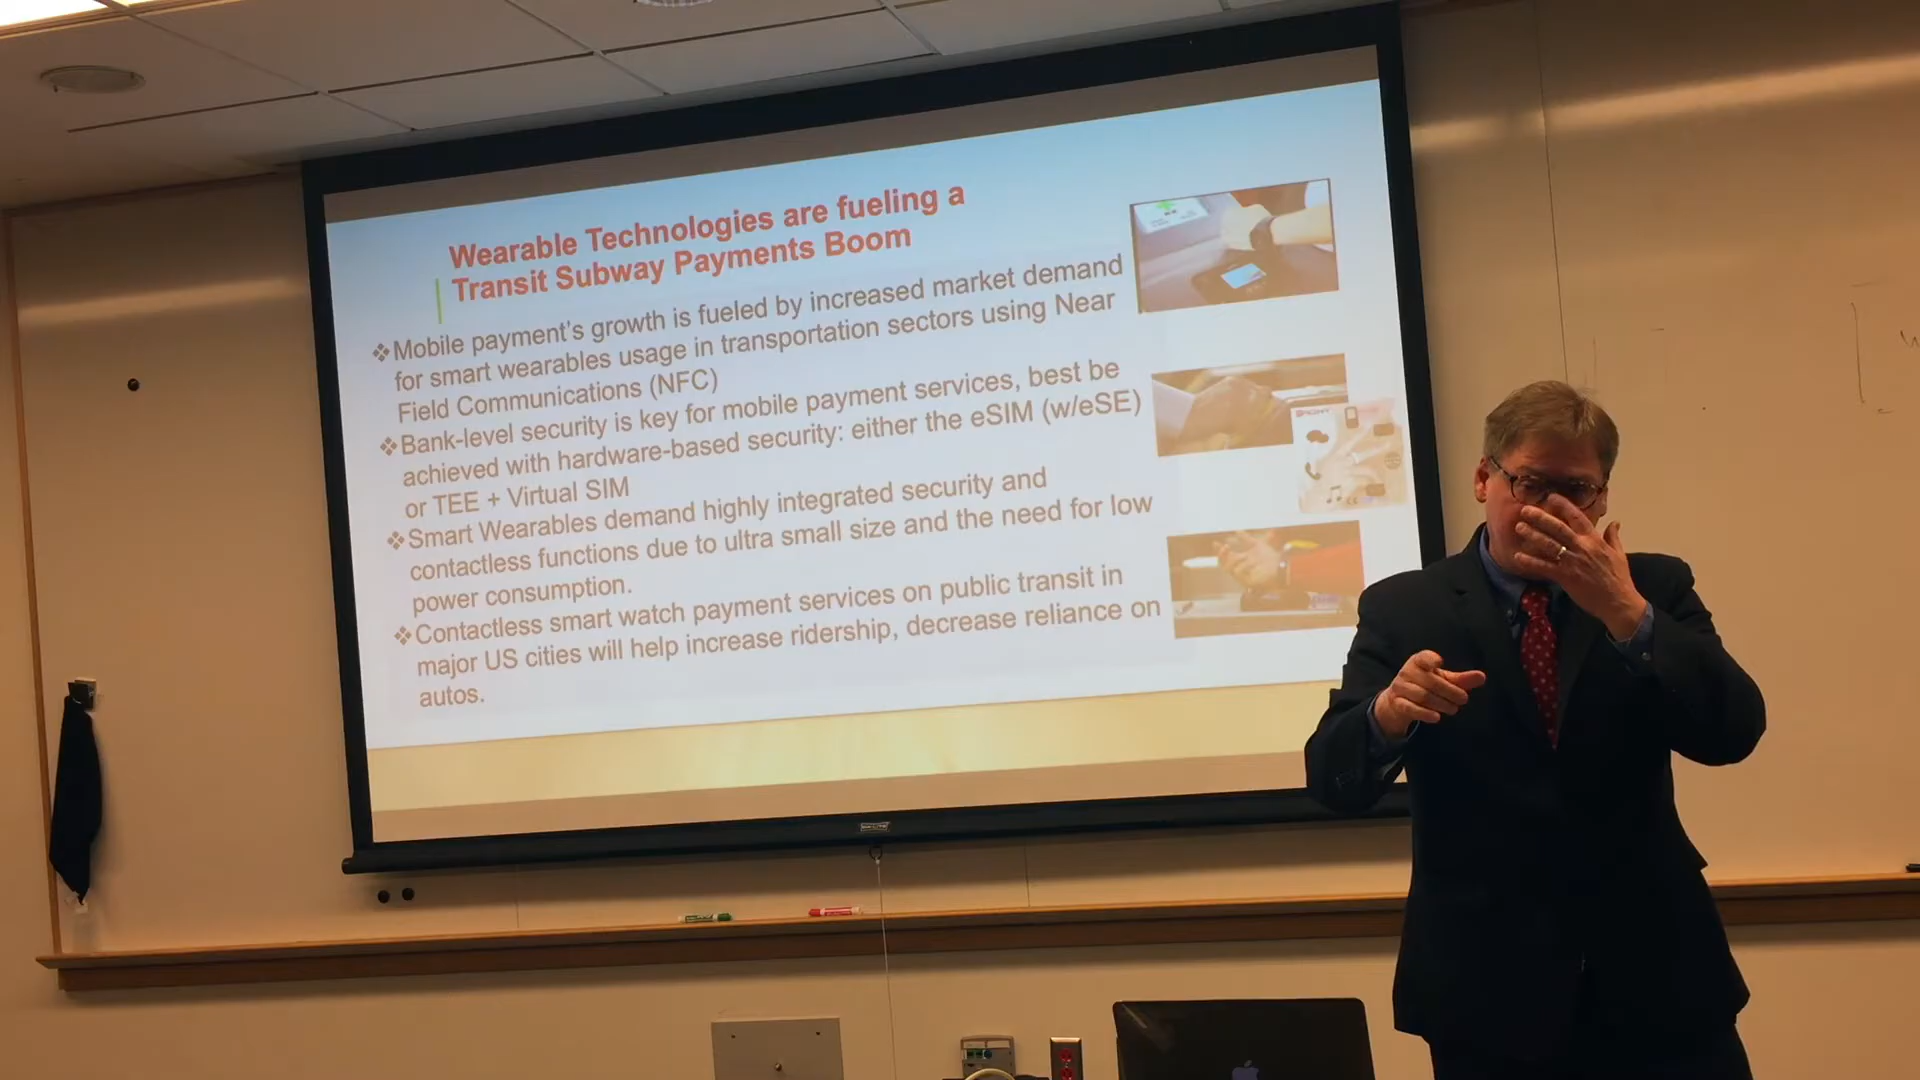 Wearable Technologies are fueling a
Transit Subway Payments Boom
❖Mobile payment's growth is fueled by increased market demand
for smart wearables usage in transportation sectors using Near
Field Communications (NFC)
❖Bank-level security is key for mobile payment services, best be
achieved with hardware-based security: either the eSIM (w/eSE)
or TEE + Virtual SIM
❖Smart Wearables demand highly integrated security and
contactless functions due to ultra small size and the need for low
power consumption.
❖Contactless smart watch payment services on public transit in
major US cities will help increase ridership, decrease reliance on
autos.